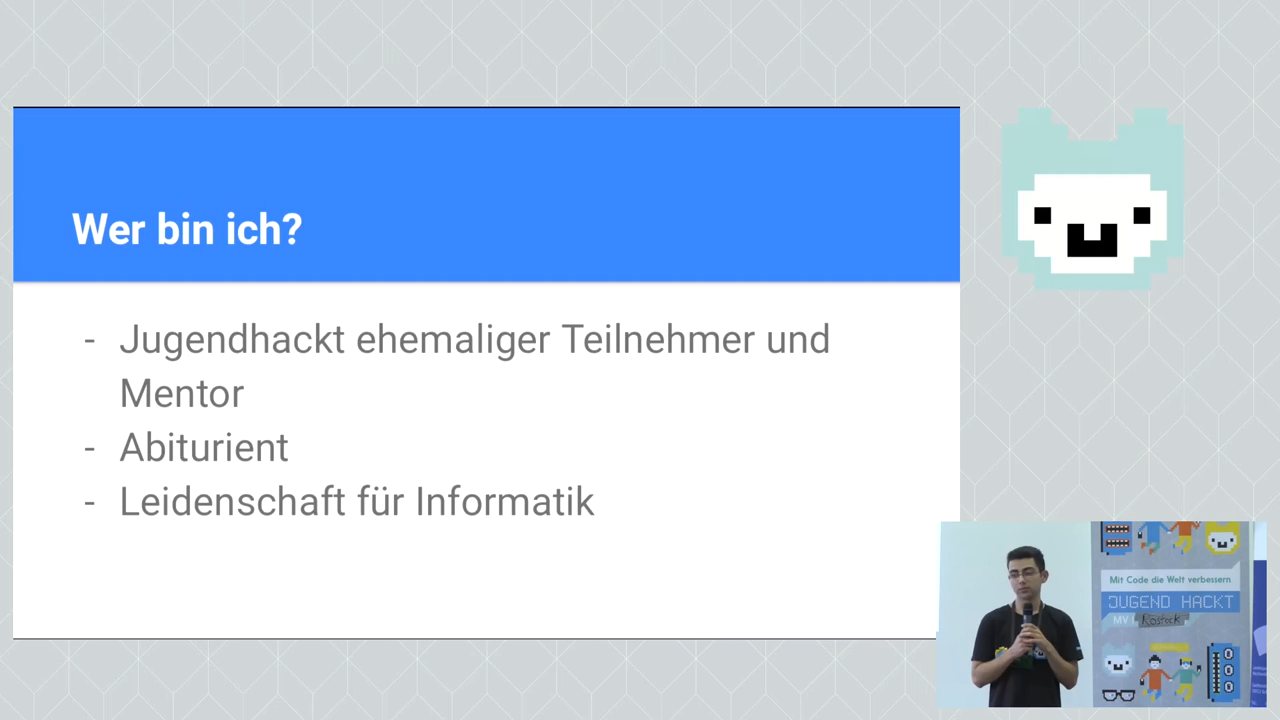 Wer bin ich?
- Jugendhackt ehemaliger Teilnehmer und
Mentor
- Abiturient
- Leidenschaft für Informatik
Mit Code die Welt verbessern
JUGEND HACKT
MV
Rostock